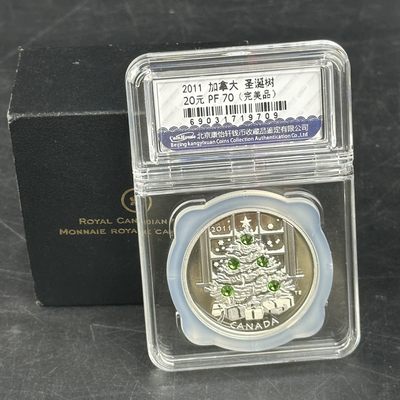 2011 加拿大 圣诞树
20元 PF 70 (完美品)
69031719709
北京康怡轩钱币收藏品鉴定有限公司
Beijing kangyixuan Coins Collection Authentication Co.,Ltd
ROYAL CANADIAN
MONNAIE ROYALE CA
2011
CANADA